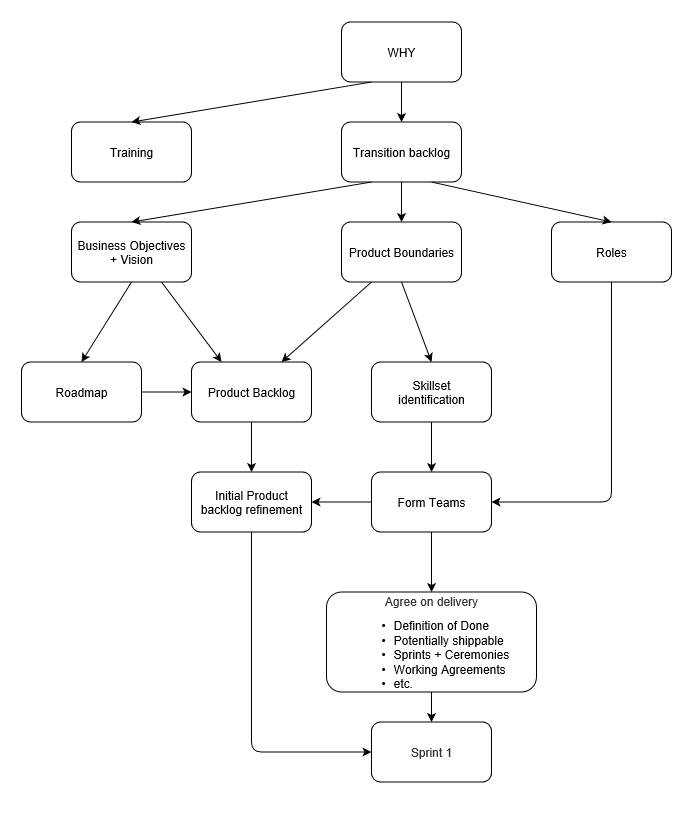 WHY
Training
Transition backlog
Business Objectives
+ Vision
Product Boundaries
Roles
Roadmap
Product Backlog
Skillset
identification
Initial Product
backlog refinement
Form Teams
Agree on delivery
• Definition of Done
• Potentially shippable
• Sprints + Ceremonies
• Working Agreements
• etc.
Sprint 1